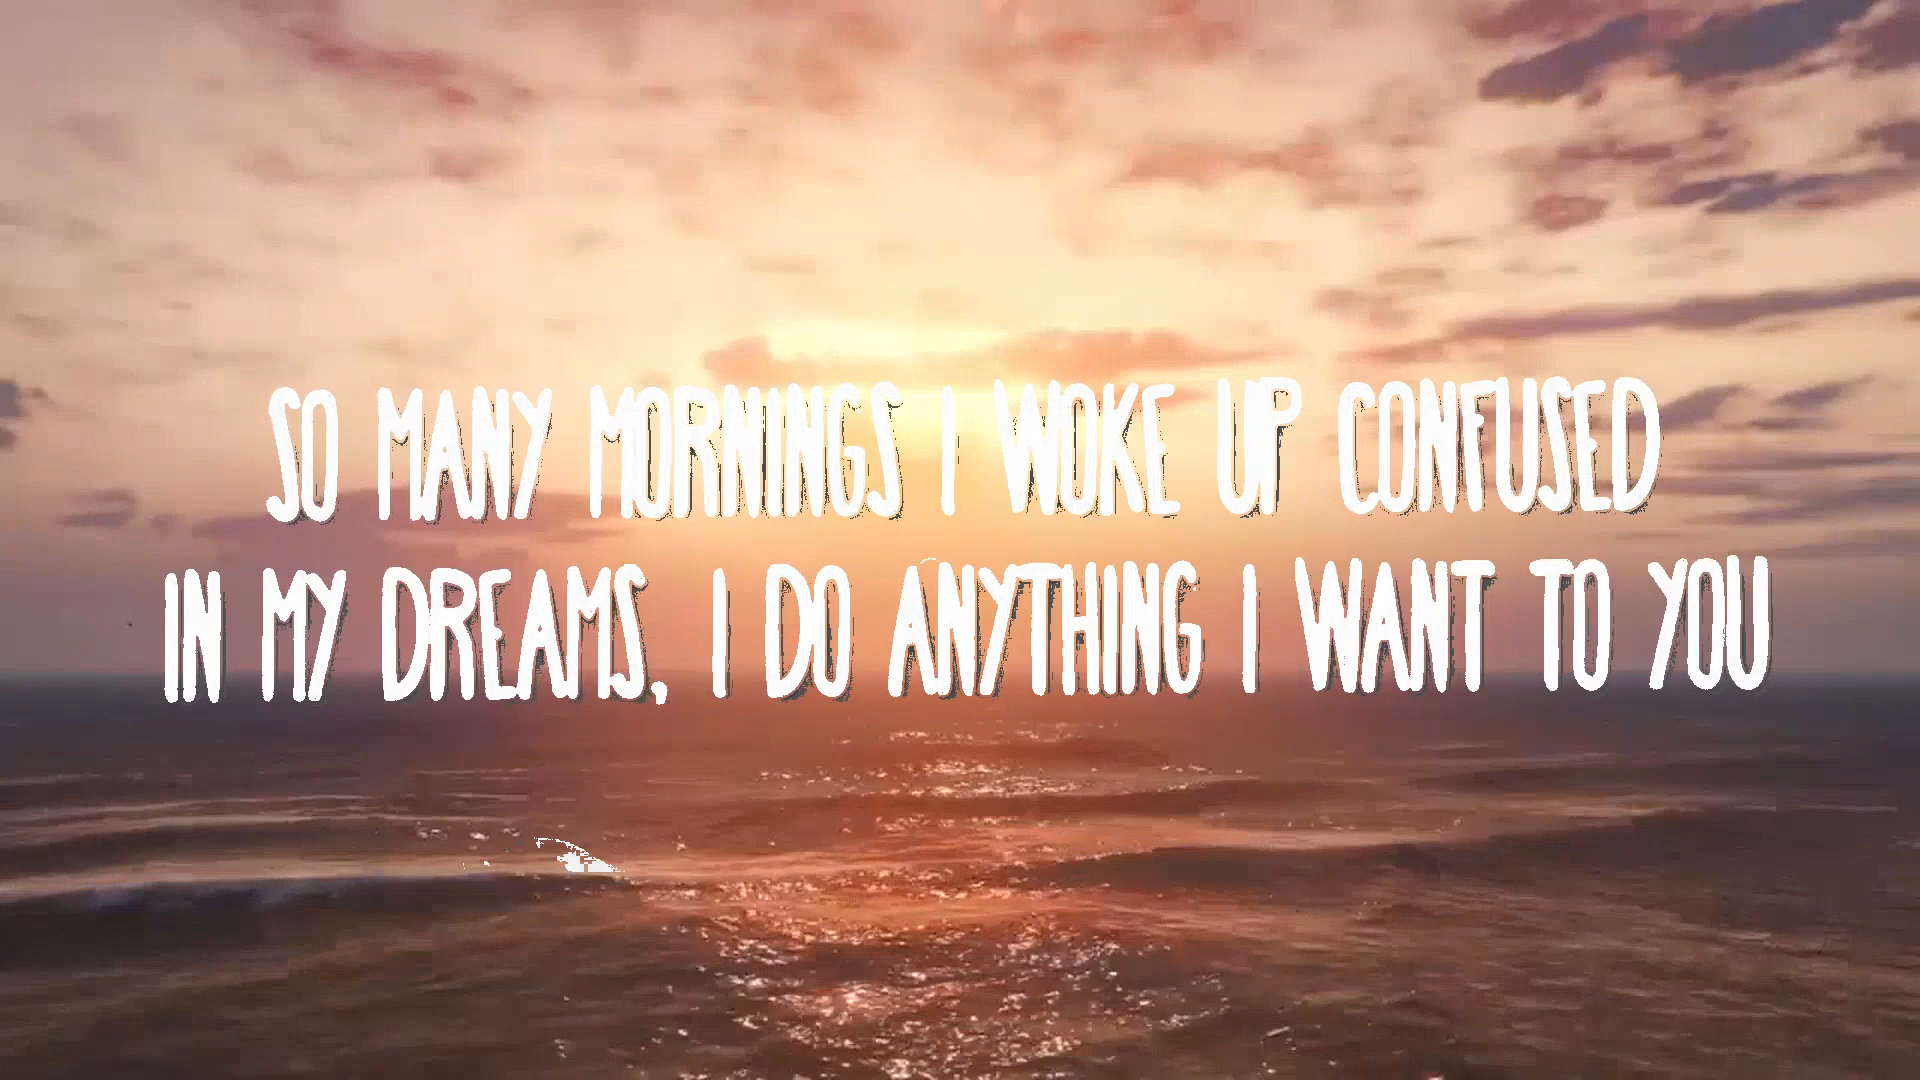 SO MANY MORNINGS I WOKE UP CONFUSED
IN MY DREAMS, I DO ANYTHING I WANT TO YOU